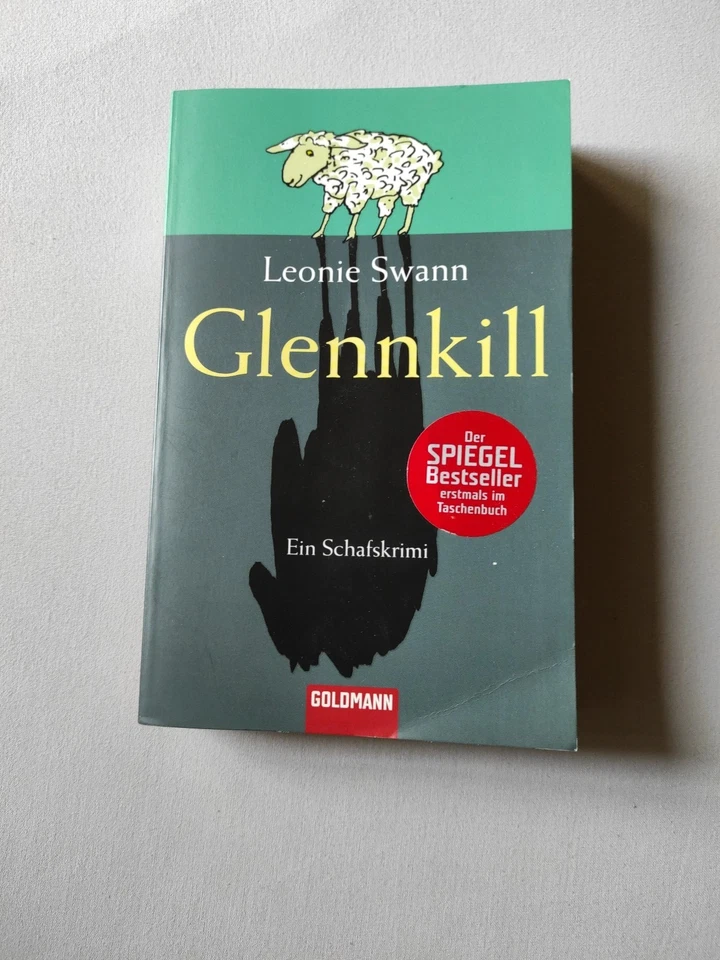 Leonie Swann
Glennkill
Der
SPIEGEL
Bestseller
erstmals im
Taschenbuch
Ein Schafskrimi
GOLDMANN